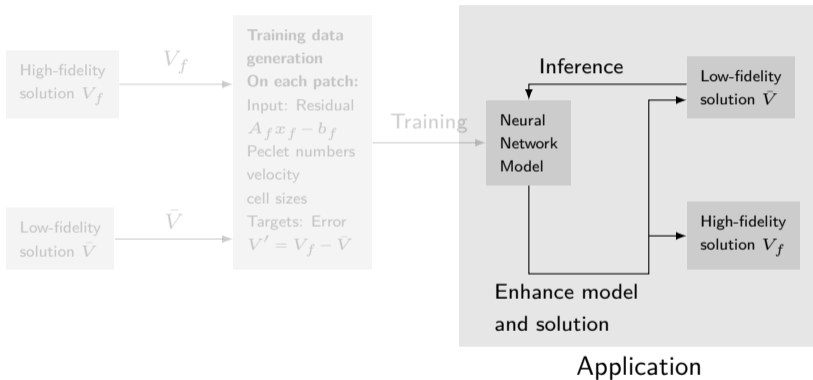 High-fidelity
solution V_f
V_f
Low-fidelity
solution V̄
V̄
Training data
generation
On each patch:
Input: Residual
A_f x_f − b_f
Peclet numbers
velocity
cell sizes
Targets: Error
V′ = V_f − V̄
Training
Inference
Neural
Network
Model
Low-fidelity
solution V̄
High-fidelity
solution V_f
Enhance model
and solution
Application